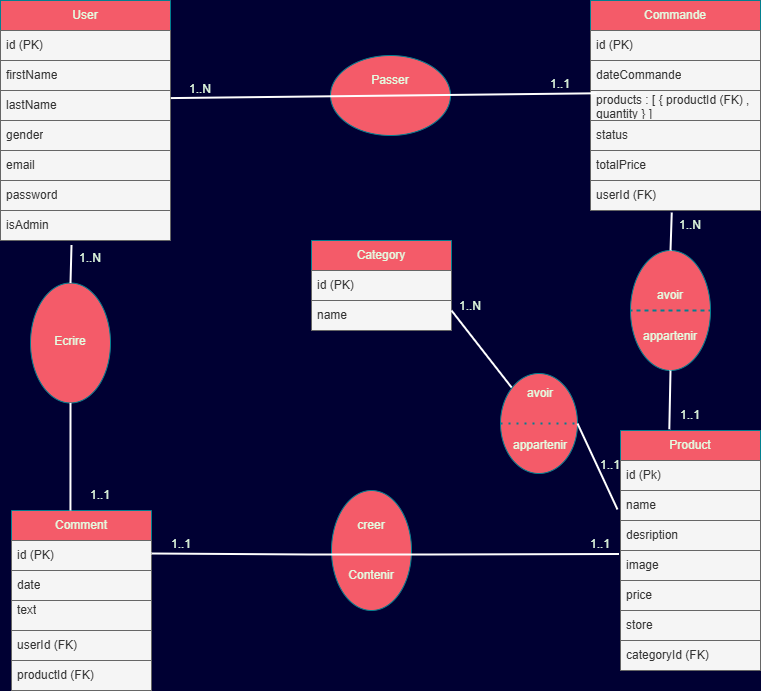 User
id (PK)
firstName
lastName
gender
email
password
isAdmin
1..N
Passer
1..1
Commande
id (PK)
dateCommande
products : [ { productId (FK) ,
quantity } ]
status
totalPrice
userId (FK)
1..N
Ecrire
1..1
Category
id (PK)
name
1..N
avoir
appartenir
1..1
1..N
avoir
appartenir
1..1
Product
id (Pk)
name
desription
image
price
store
categoryId (FK)
Comment
id (PK)
date
text
userId (FK)
productId (FK)
1..1
creer
Contenir
1..1